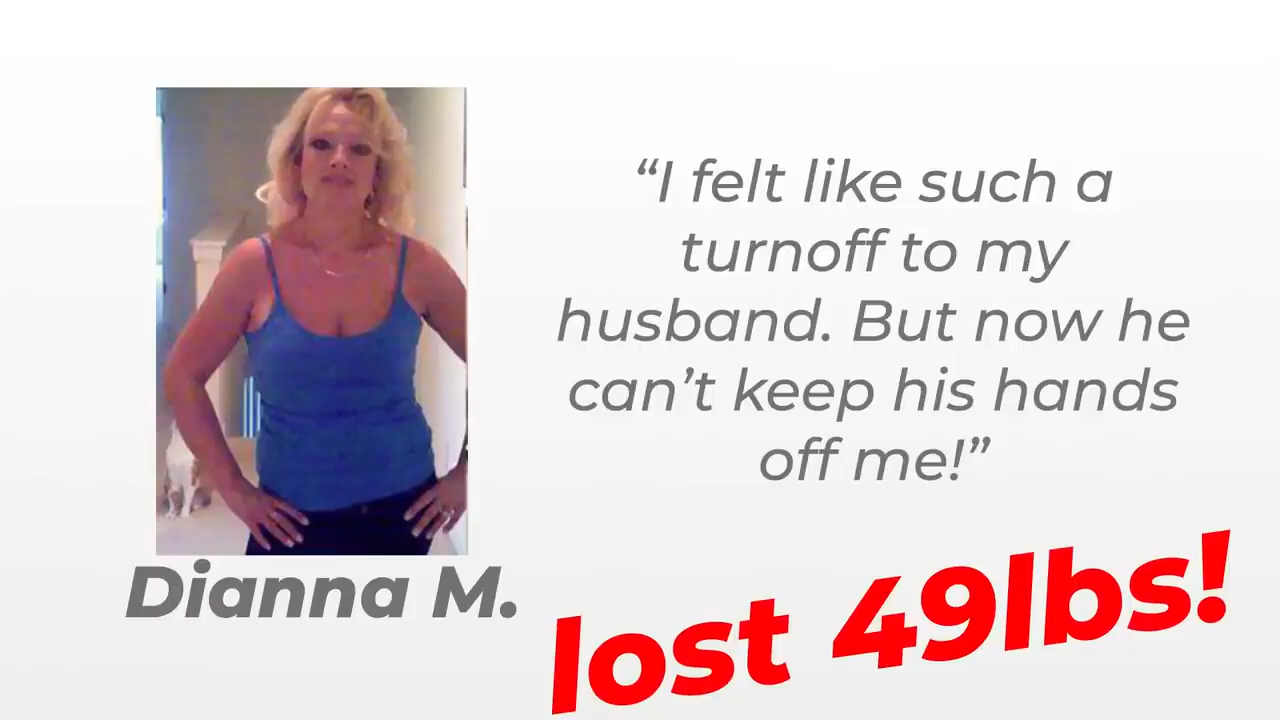 “I felt like such a
turnoff to my
husband. But now he
can’t keep his hands
off me!”
Dianna M.
lost 49lbs!